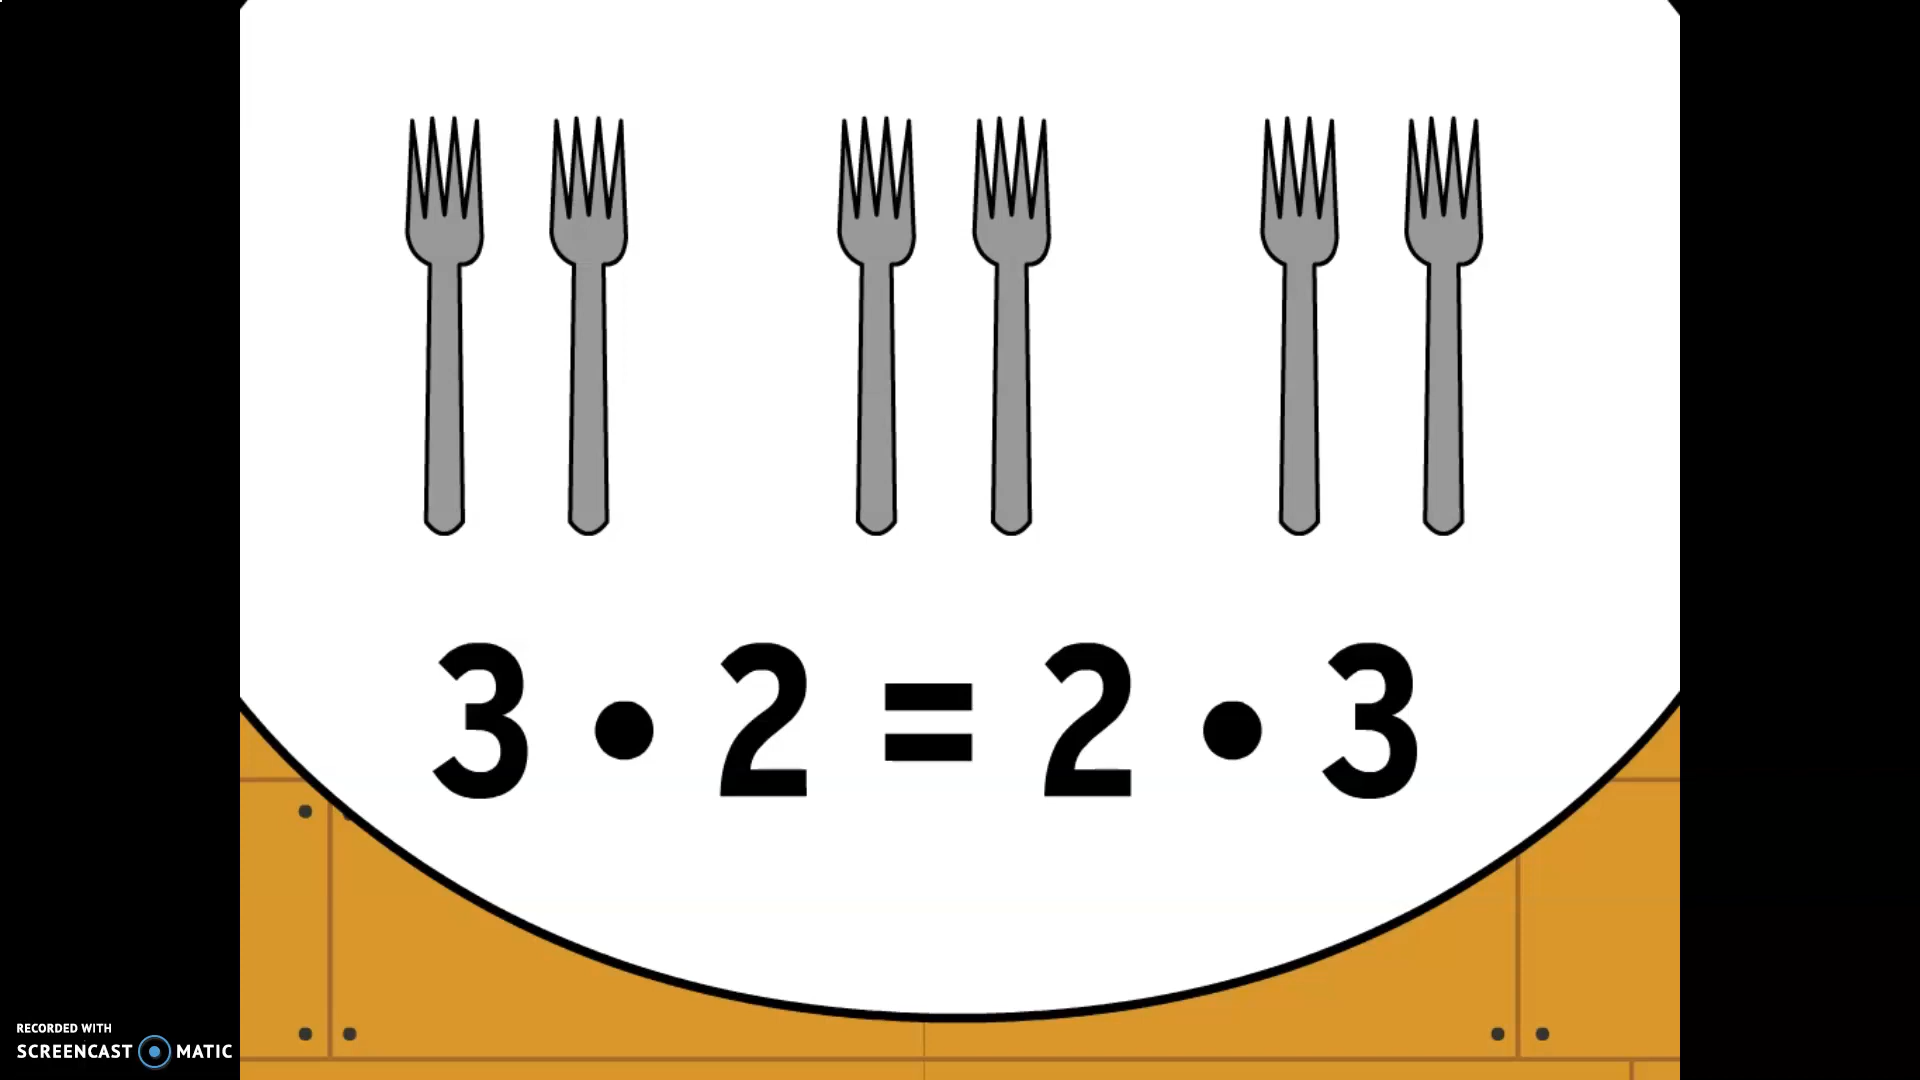 3 • 2 = 2 • 3
RECORDED WITH
SCREENCAST MATIC